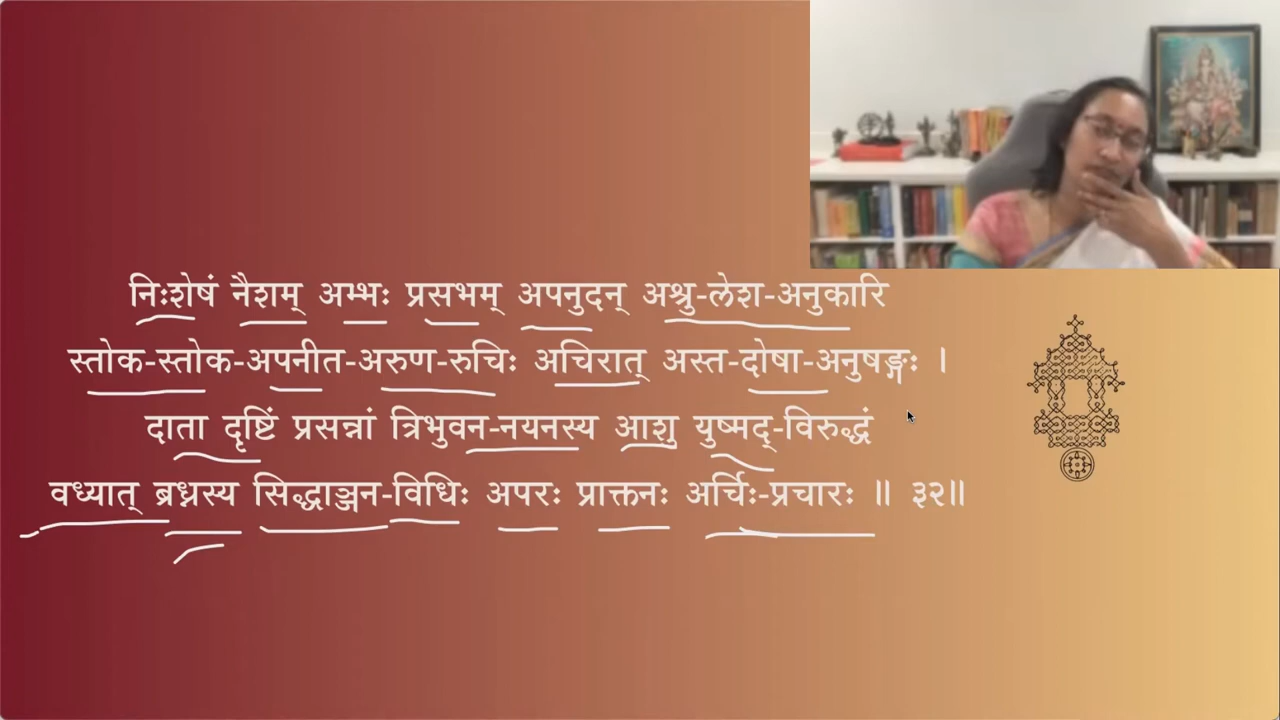 निःशेषं नैशम् अम्भः प्रसभम् अपनुदन् अश्रु-लेश-अनुकारि
स्तोक-स्तोक-अपनीत-अरुण-रुचिः अचिरात् अस्त-दोषा-अनुषङ्गः ।
दाता दृष्टिं प्रसन्नां त्रिभुवन-नयनस्य आशु युष्मद्-विरुद्धं
वध्यात् ब्रध्नस्य सिद्धाञ्जन-विधिः अपरः प्राक्तनः अर्चिः-प्रचारः ॥ ३२॥